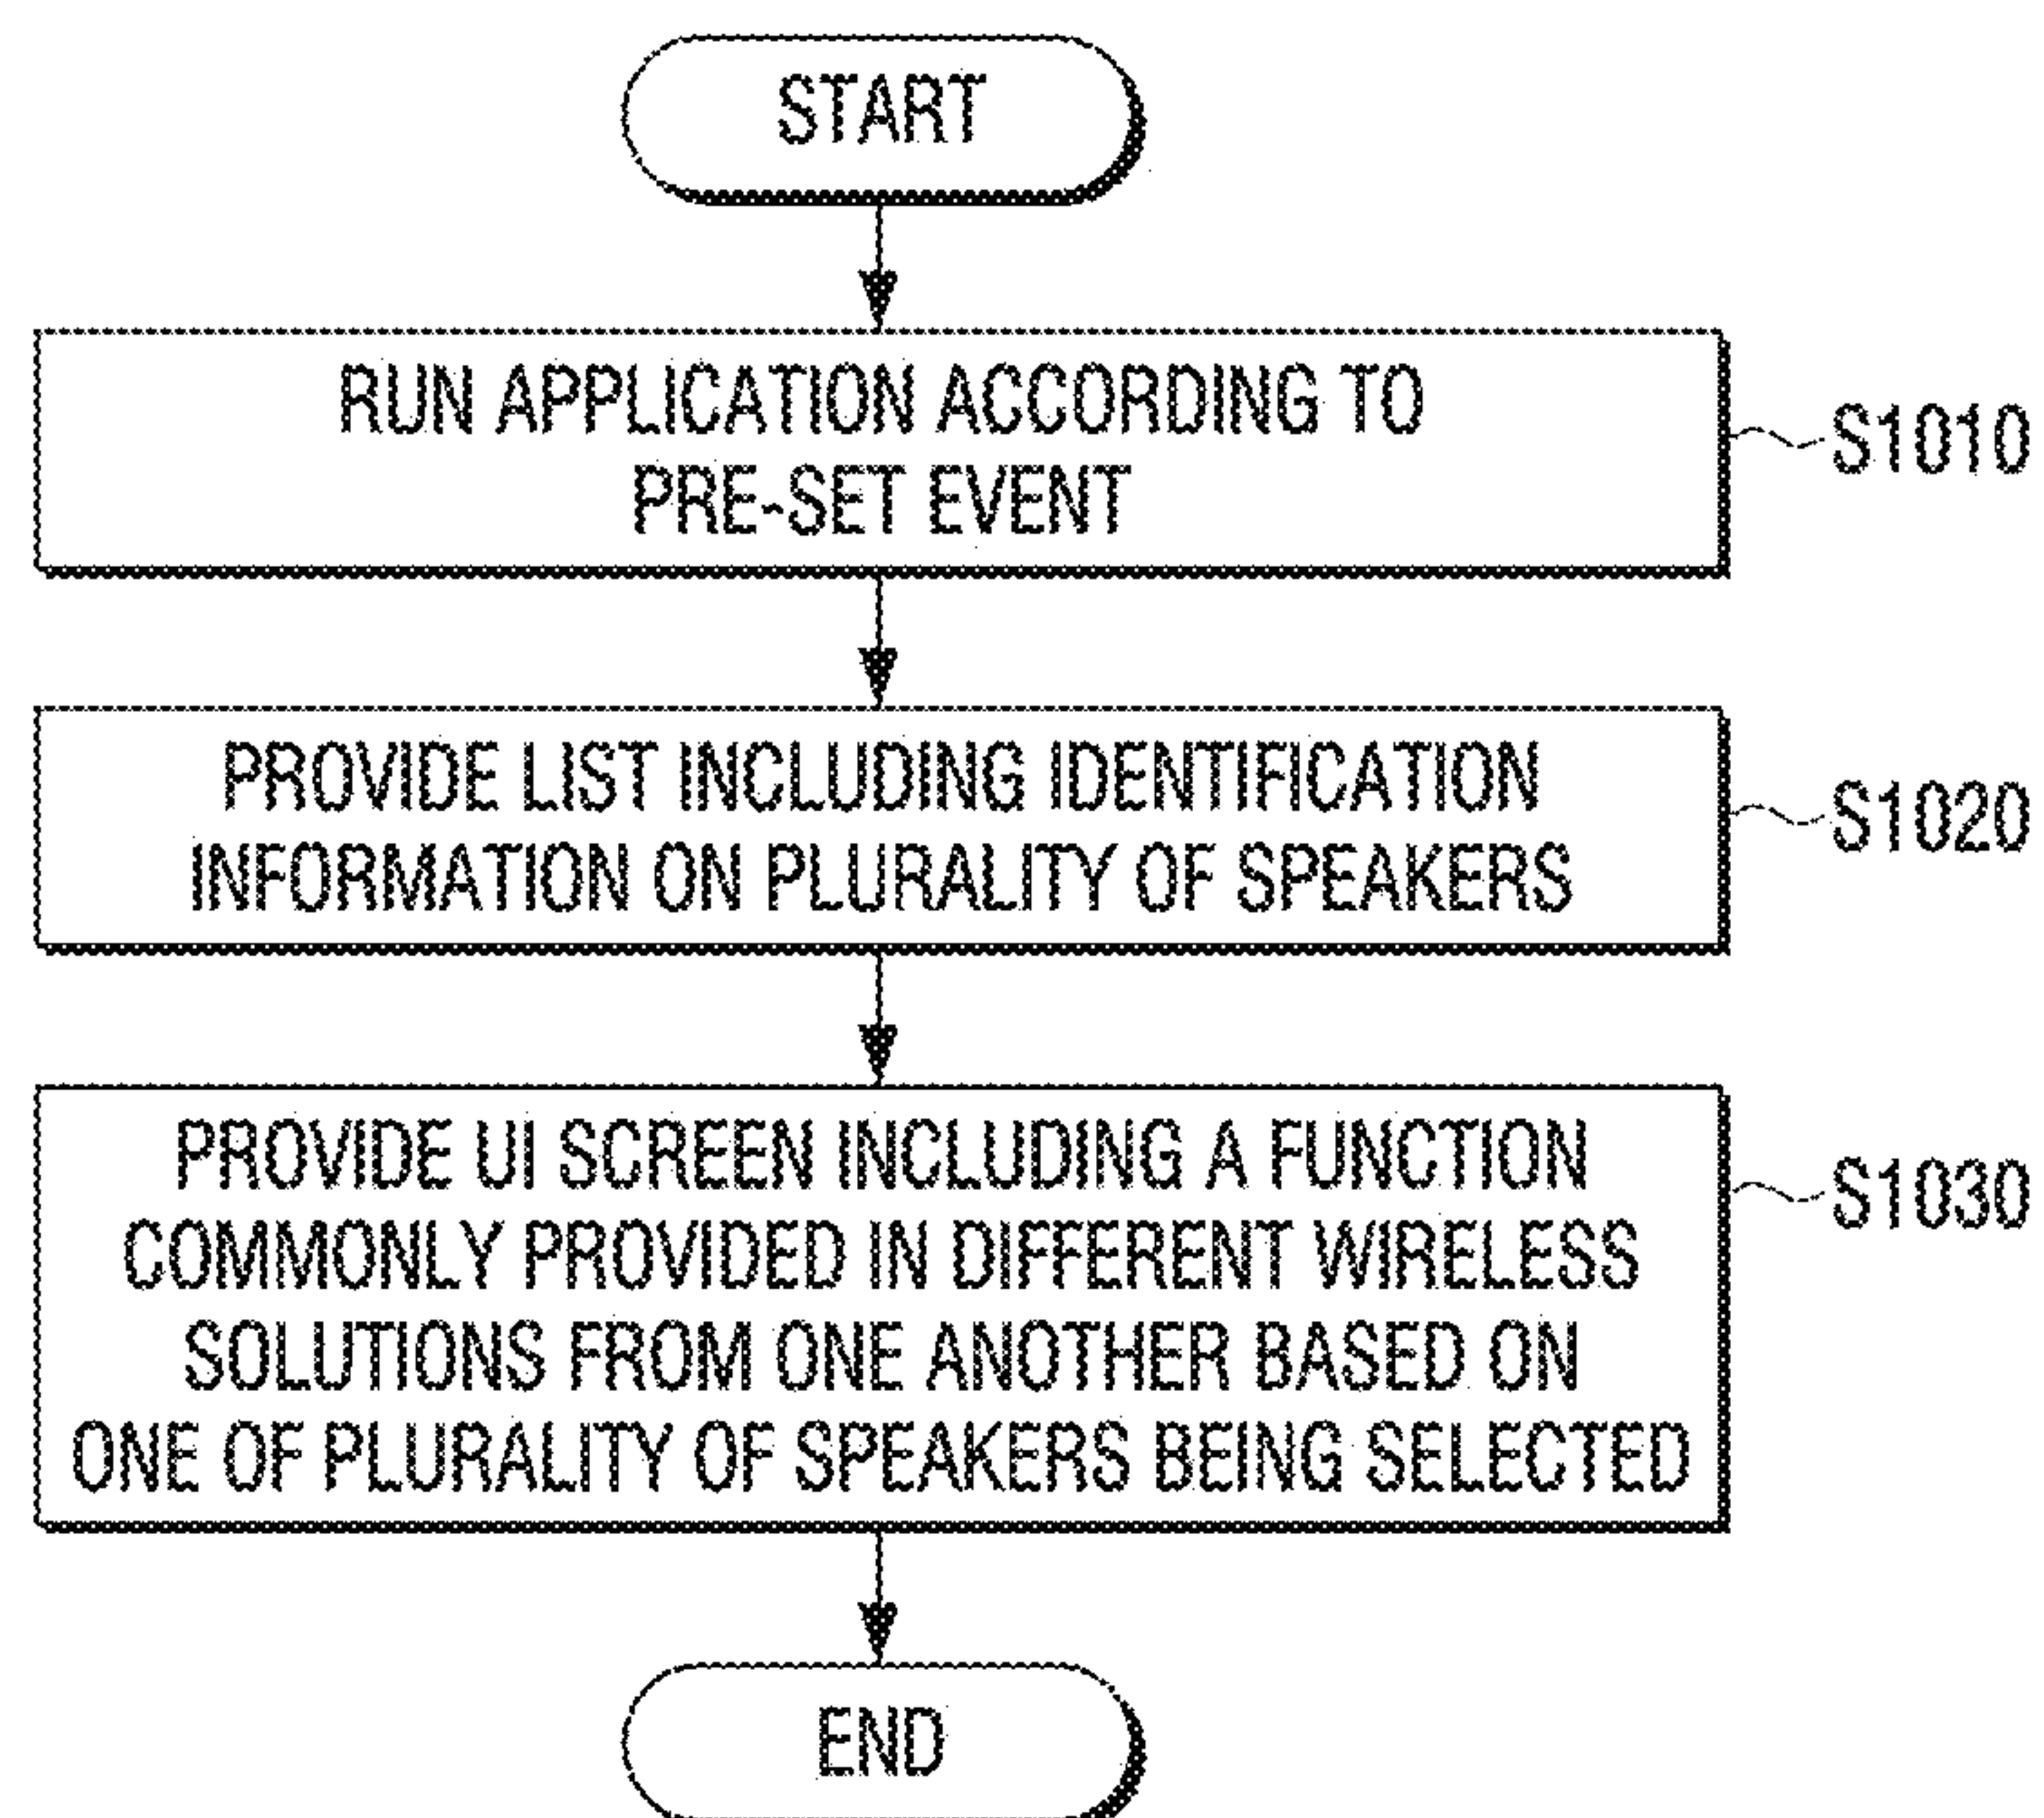 START
RUN APPLICATION ACCORDING TO
PRE-SET EVENT
S1010
PROVIDE LIST INCLUDING IDENTIFICATION
INFORMATION ON PLURALITY OF SPEAKERS
S1020
PROVIDE UI SCREEN INCLUDING A FUNCTION
COMMONLY PROVIDED IN DIFFERENT WIRELESS
SOLUTIONS FROM ONE ANOTHER BASED ON
ONE OF PLURALITY OF SPEAKERS BEING SELECTED
S1030
END